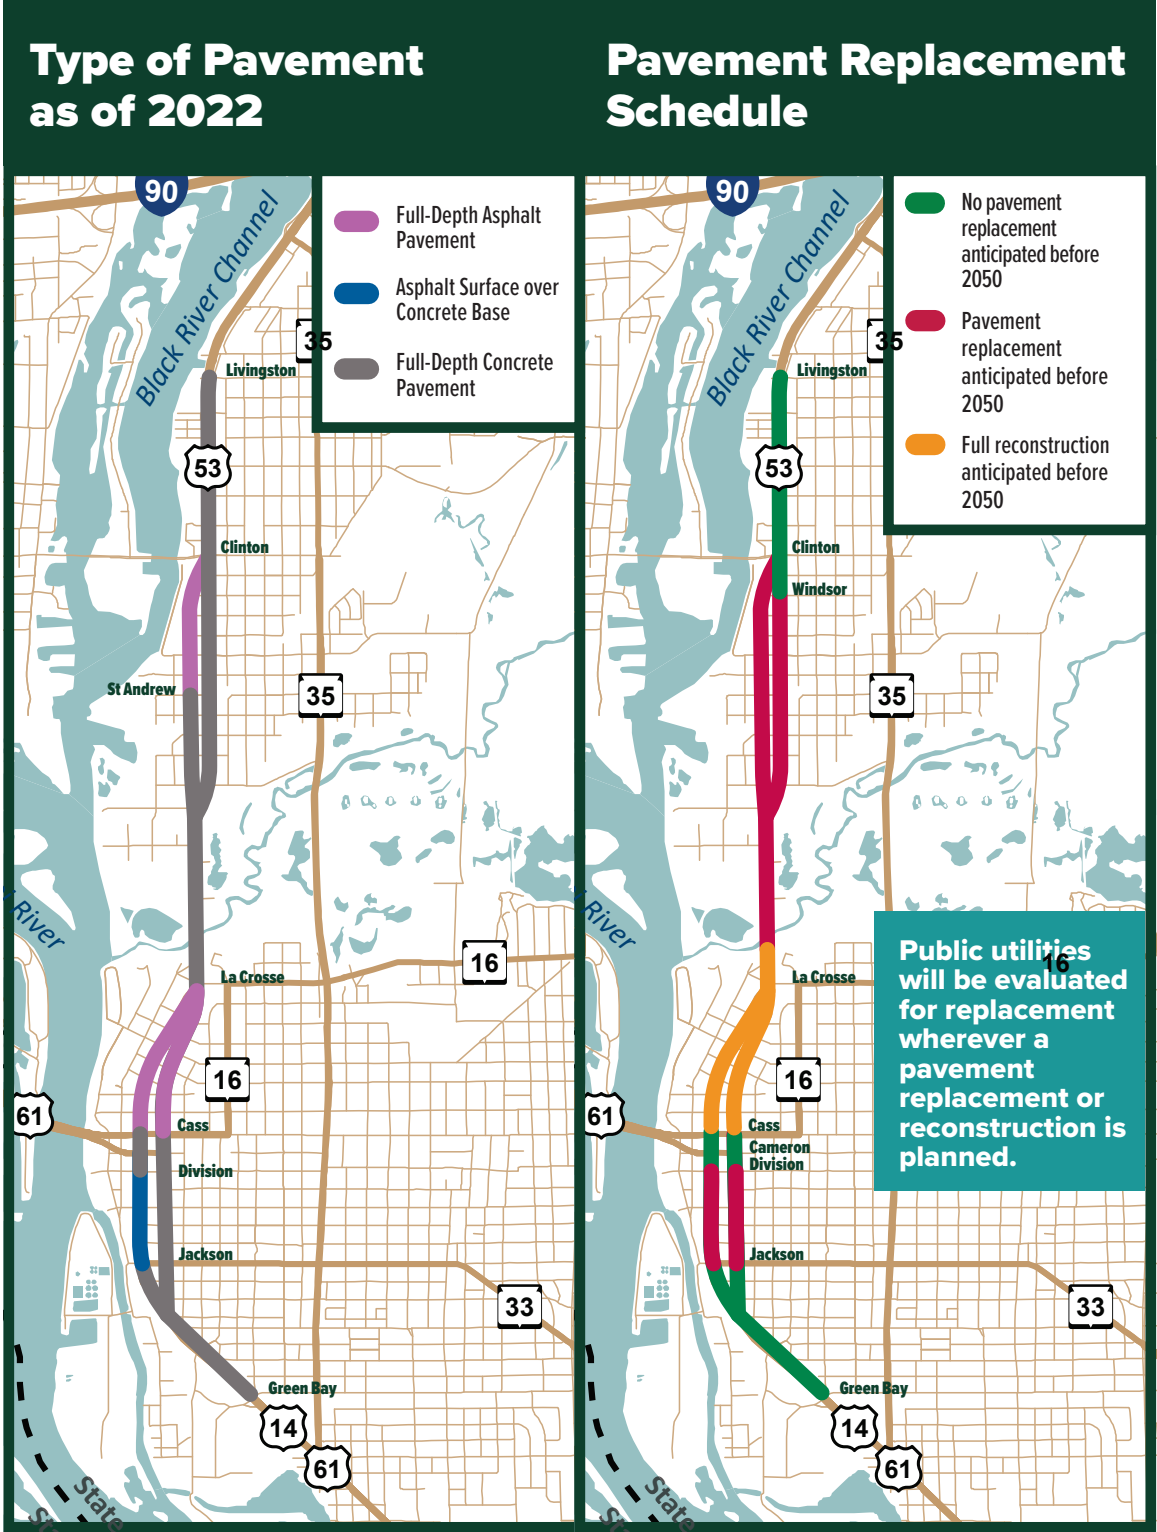 Type of Pavement
as of 2022
90
Black River Channel
Full-Depth Asphalt
Pavement
Asphalt Surface over
Concrete Base
Full-Depth Concrete
Pavement
35
Livingston
53
Clinton
St Andrew
35
River
16
La Crosse
16
61
Cass
Division
Jackson
33
Green Bay
14
61
State
Pavement Replacement
Schedule
90
Black River Channel
No pavement
replacement
anticipated before
2050
Pavement
replacement
anticipated before
2050
Full reconstruction
anticipated before
2050
35
Livingston
53
Clinton
Windsor
35
River
Public utilities
will be evaluated
for replacement
wherever a
pavement
replacement or
reconstruction is
planned.
16
La Crosse
16
61
Cass
Cameron
Division
Jackson
33
Green Bay
14
61
State